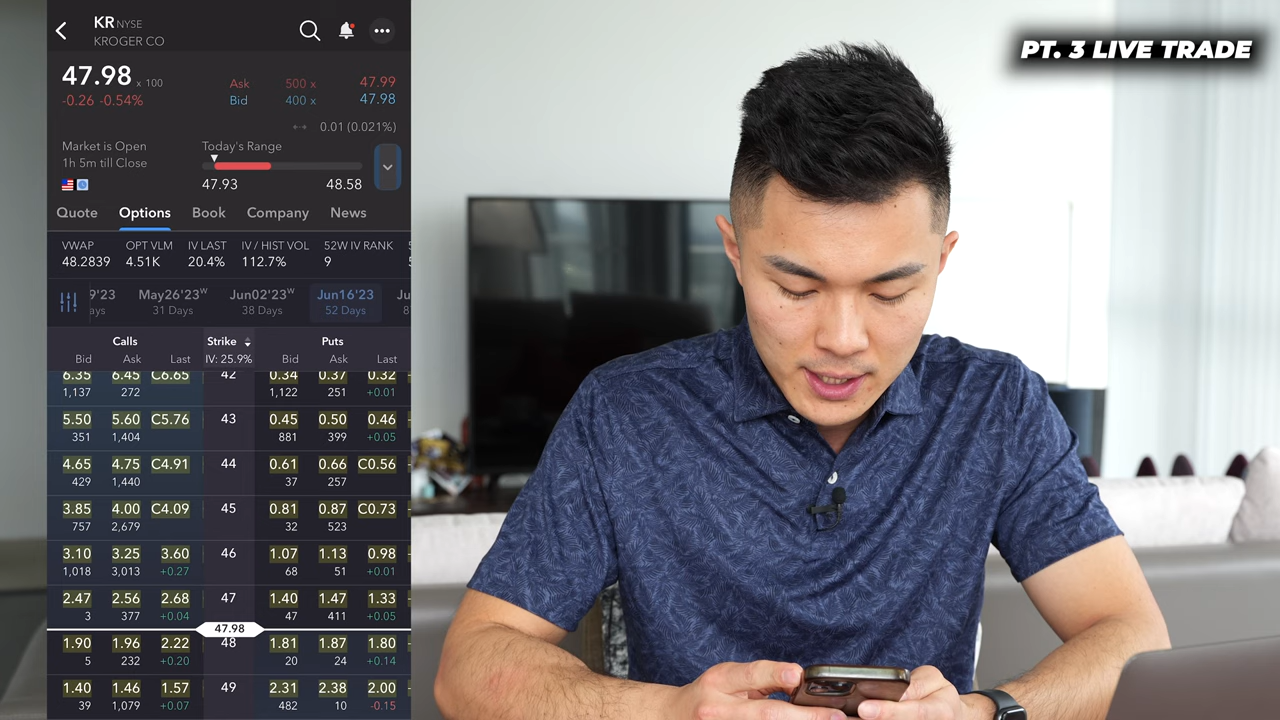 KR NYSE
KROGER CO
PT. 3 LIVE TRADE
47.98 x 100
-0.26 -0.54%
Ask 500 x 47.99
Bid 400 x 47.98
0.01 (0.021%)
Market is Open
1h 5m till Close
Today's Range
47.93 48.58
Quote Options Book Company News
VWAP OPT VLM IV LAST IV / HIST VOL 52W IV RANK
48.2839 4.51K 20.4% 112.7% 9
9'23 May26'23W Jun02'23W Jun16'23 Ju
ays 31 Days 38 Days 52 Days 8
Calls Strike Puts
Bid Ask Last IV: 25.9% Bid Ask Last
6.35 6.45 C6.65 42 0.34 0.37 0.32
1,137 272 1,122 251 +0.01
5.50 5.60 C5.76 43 0.45 0.50 0.46
351 1,404 881 399 +0.05
4.65 4.75 C4.91 44 0.61 0.66 C0.56
429 1,440 37 257
3.85 4.00 C4.09 45 0.81 0.87 C0.73
757 2,679 32 523
3.10 3.25 3.60 46 1.07 1.13 0.98
1,018 3,013 +0.27 68 51 +0.01
2.47 2.56 2.68 47 1.40 1.47 1.33
3 377 +0.04 47 411 +0.05
47.98
1.90 1.96 2.22 48 1.81 1.87 1.80
5 232 +0.20 20 24 +0.14
1.40 1.46 1.57 49 2.31 2.38 2.00
39 1,079 +0.07 482 10 -0.15